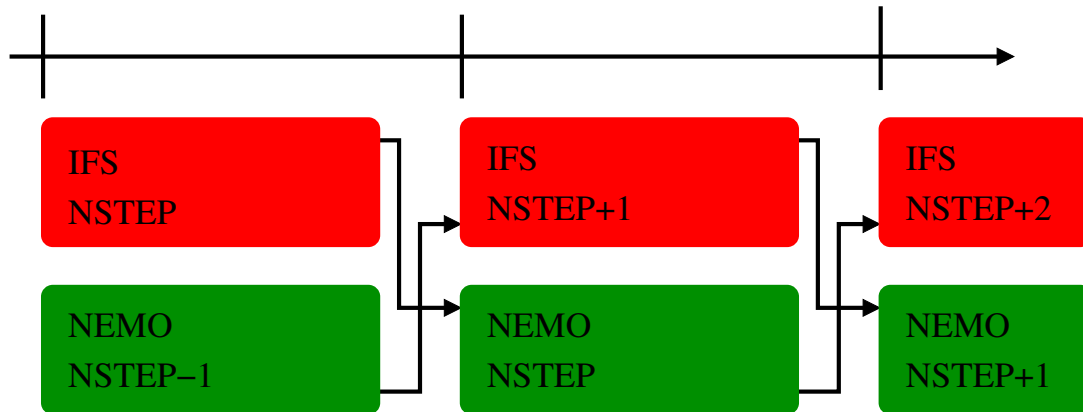 IFS
NSTEP
IFS
NSTEP+1
IFS
NSTEP+2
NEMO
NSTEP−1
NEMO
NSTEP
NEMO
NSTEP+1